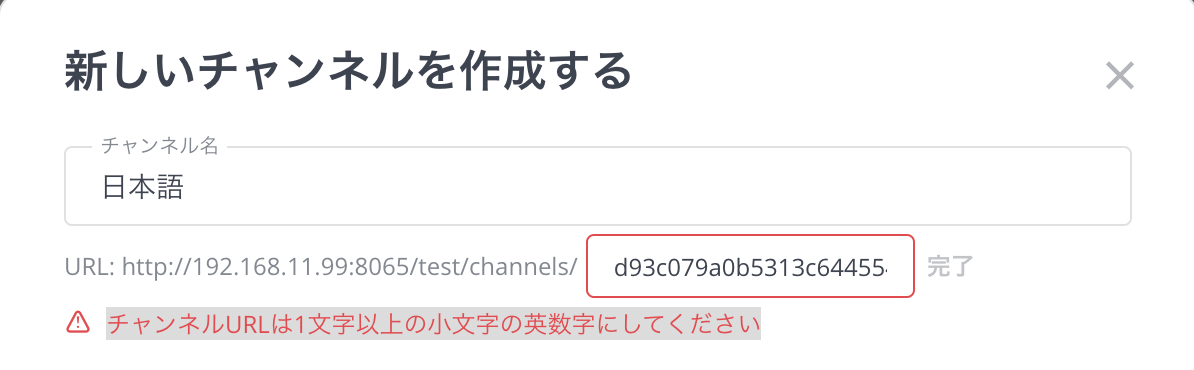 新しいチャンネルを作成する
チャンネル名
日本語
URL: http://192.168.11.99:8065/test/channels/ d93c079a0b5313c64455 完了
チャンネルURLは1文字以上の小文字の英数字にしてください